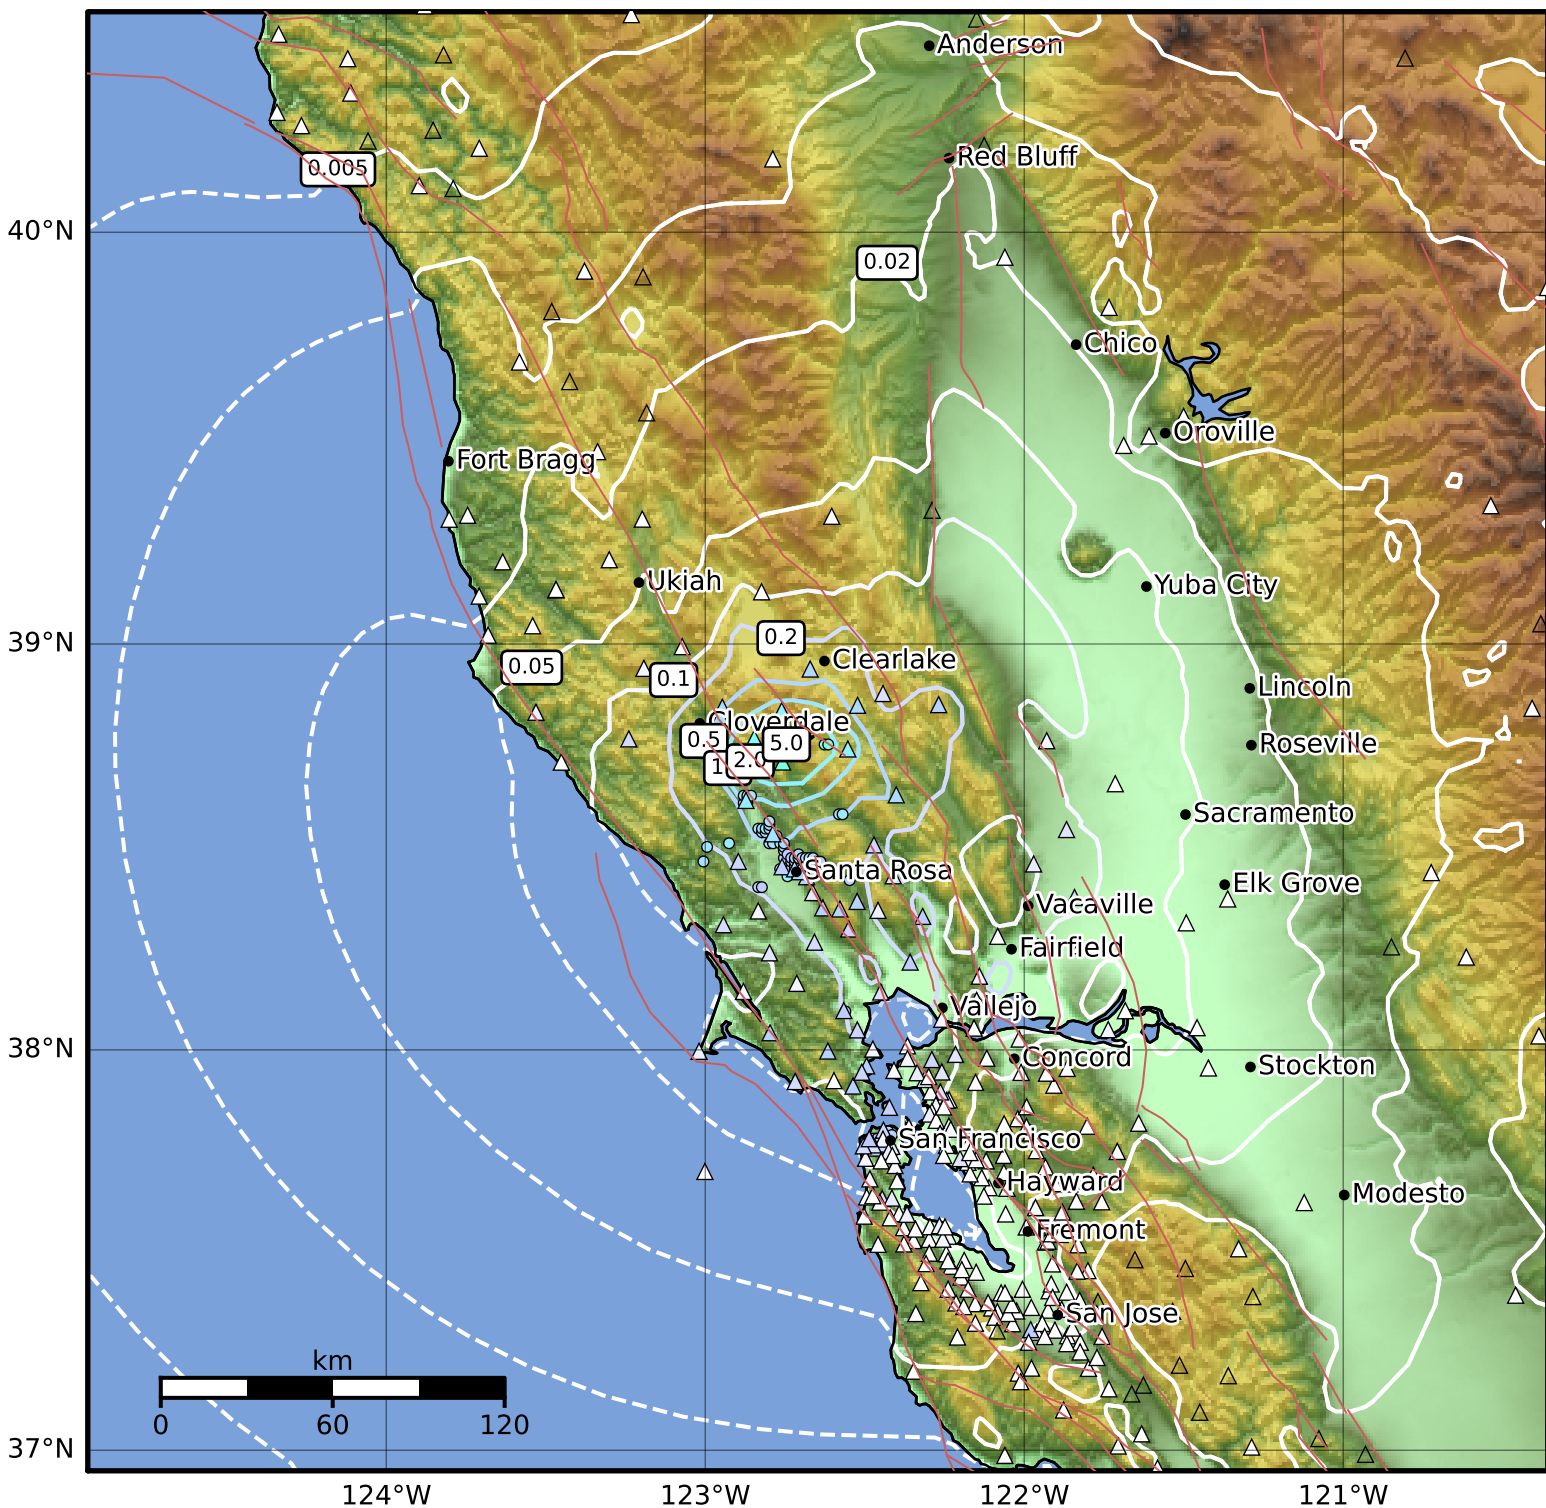 Anderson
Red Bluff
0.005
40°N
0.02
Chico
Oroville
Fort Bragg
Ukiah
Yuba City
0.2
39°N
0.05
Clearlake
0.1
Lincoln
Cloverdale
0.5
5.0
Roseville
2.0
Sacramento
Santa Rosa
Elk Grove
Vacaville
Fairfield
Vallejo
38°N
Concord
Stockton
San Francisco
Hayward
Modesto
Fremont
San Jose
km
0 60 120
37°N
124°W 123°W 122°W 121°W